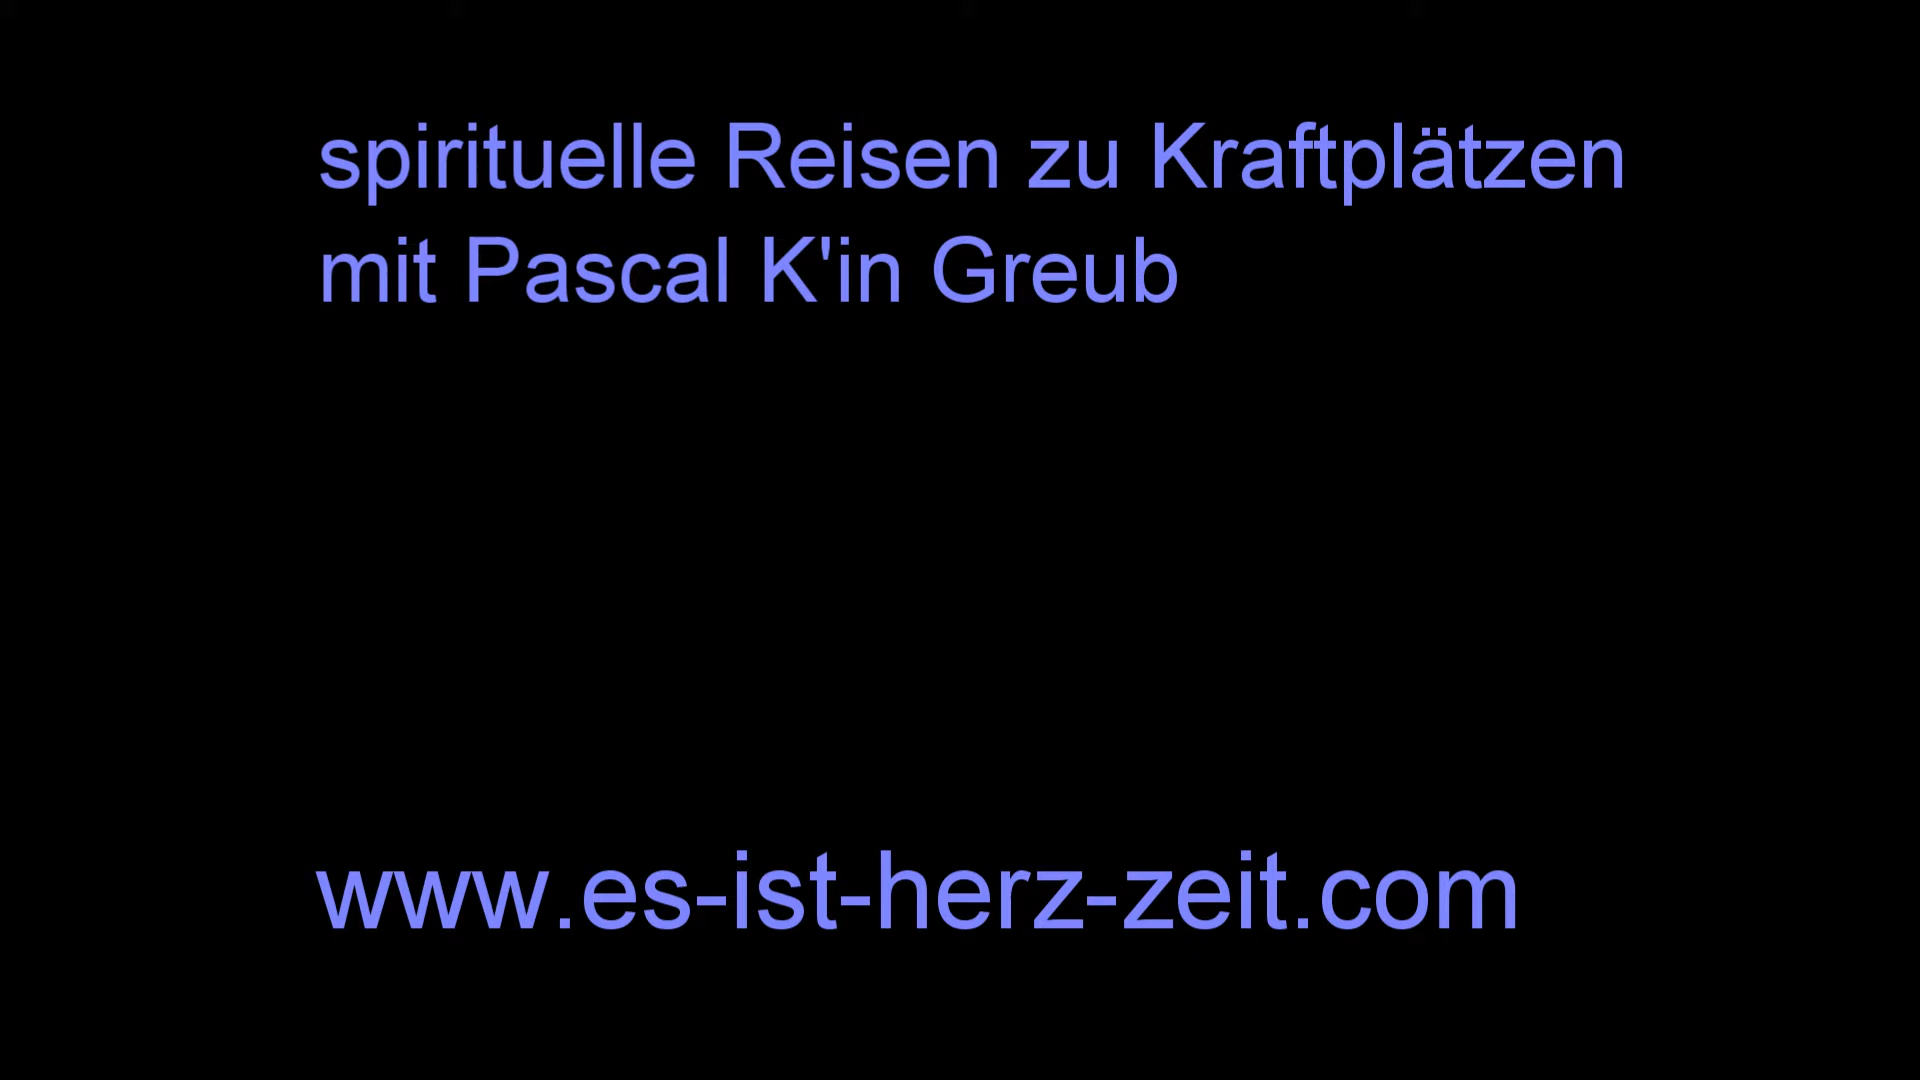 spirituelle Reisen zu Kraftplätzen
mit Pascal K'in Greub
www.es-ist-herz-zeit.com